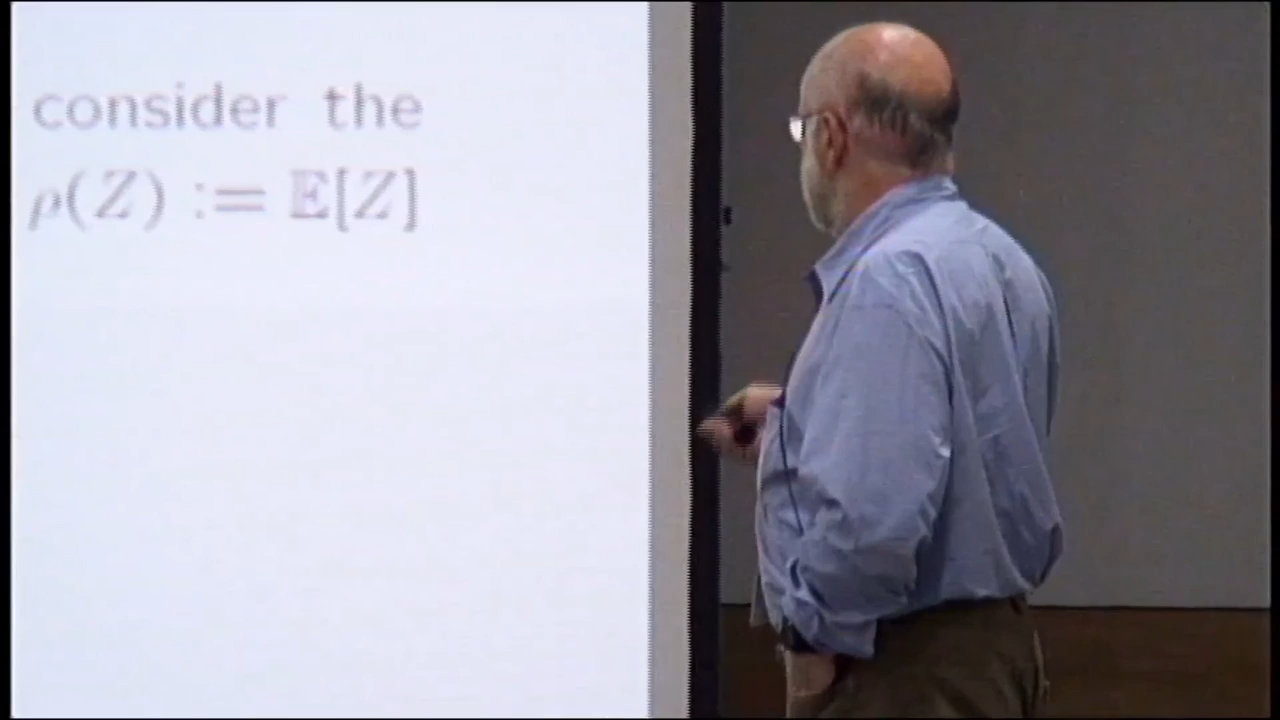 consider the
ρ(Z) := 𝔼[Z]